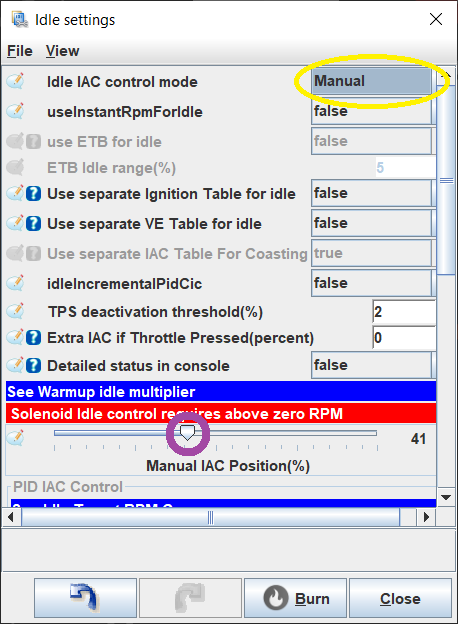 Idle settings
File View
Idle IAC control mode Manual
useInstantRpmForIdle false
use ETB for idle false
ETB Idle range(%) 5
Use separate Ignition Table for idle false
Use separate VE Table for idle false
Use separate IAC Table For Coasting true
idleIncrementalPidCic false
TPS deactivation threshold(%) 2
Extra IAC if Throttle Pressed(percent) 0
Detailed status in console false
See Warmup idle multiplier
Solenoid Idle control requires above zero RPM
41
Manual IAC Position(%)
PID IAC Control
Burn Close